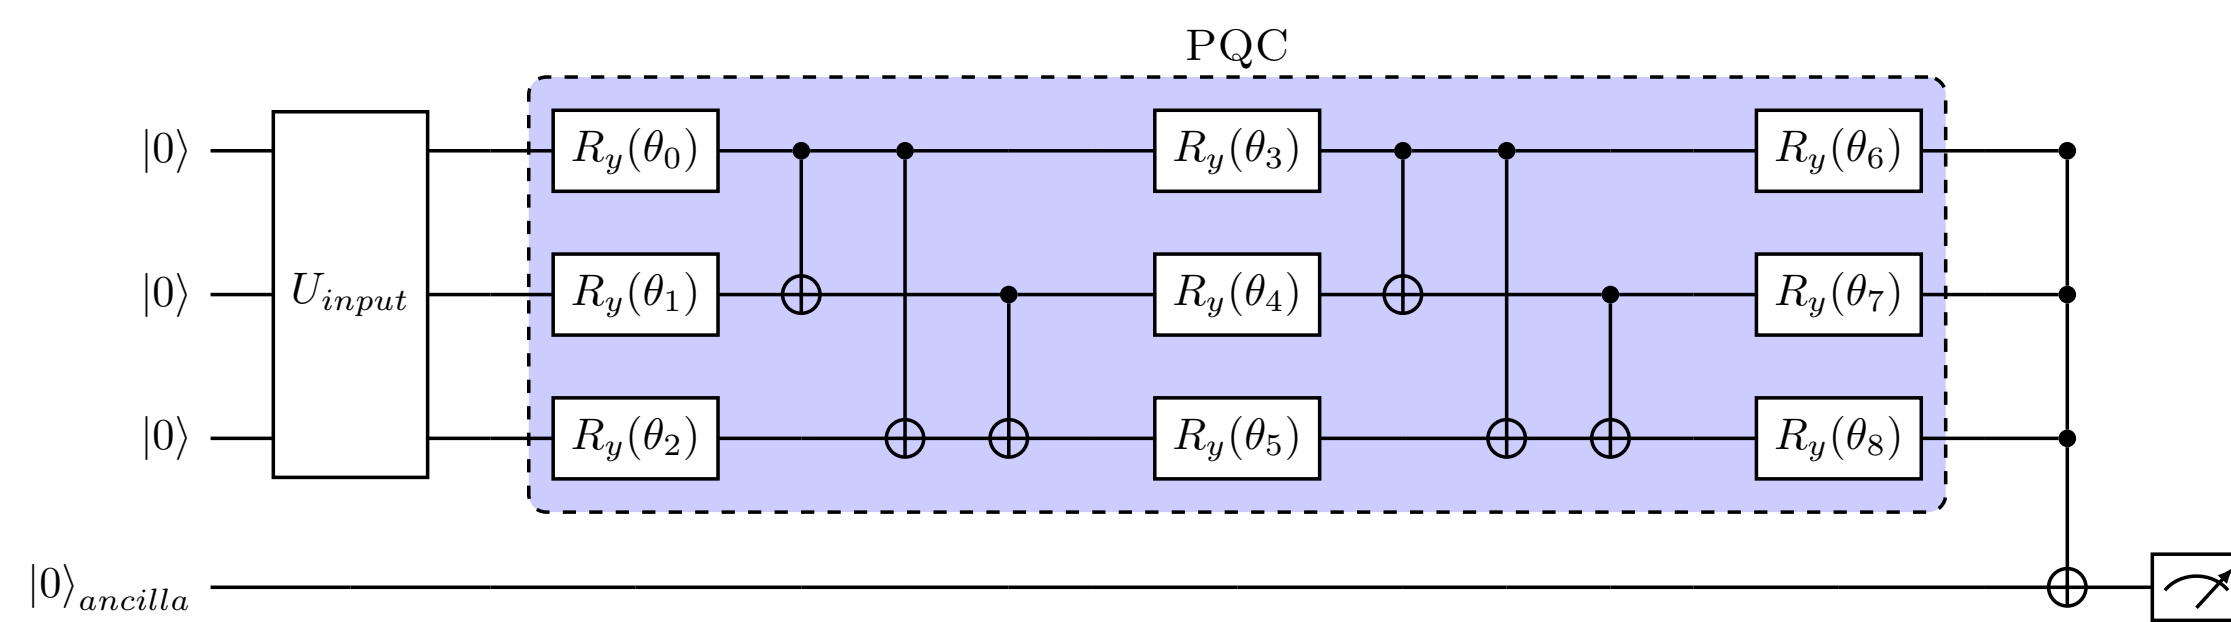 PQC
|0⟩ R_y(θ_0) R_y(θ_3) R_y(θ_6)
|0⟩ U_input R_y(θ_1) R_y(θ_4) R_y(θ_7)
|0⟩ R_y(θ_2) R_y(θ_5) R_y(θ_8)
|0⟩_ancilla